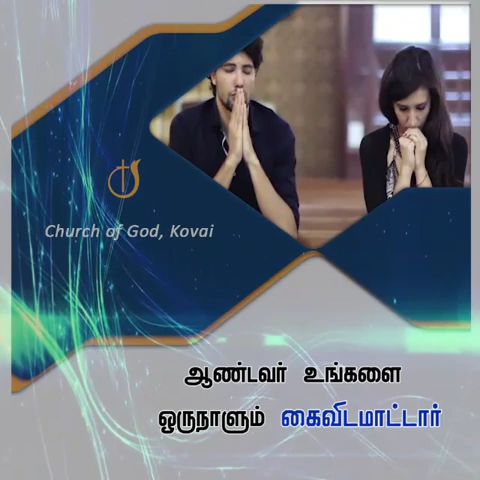 Church of God, Kovai
ஆண்டவர் உங்களை
ஒருநாளும் கைவிடமாட்டார்